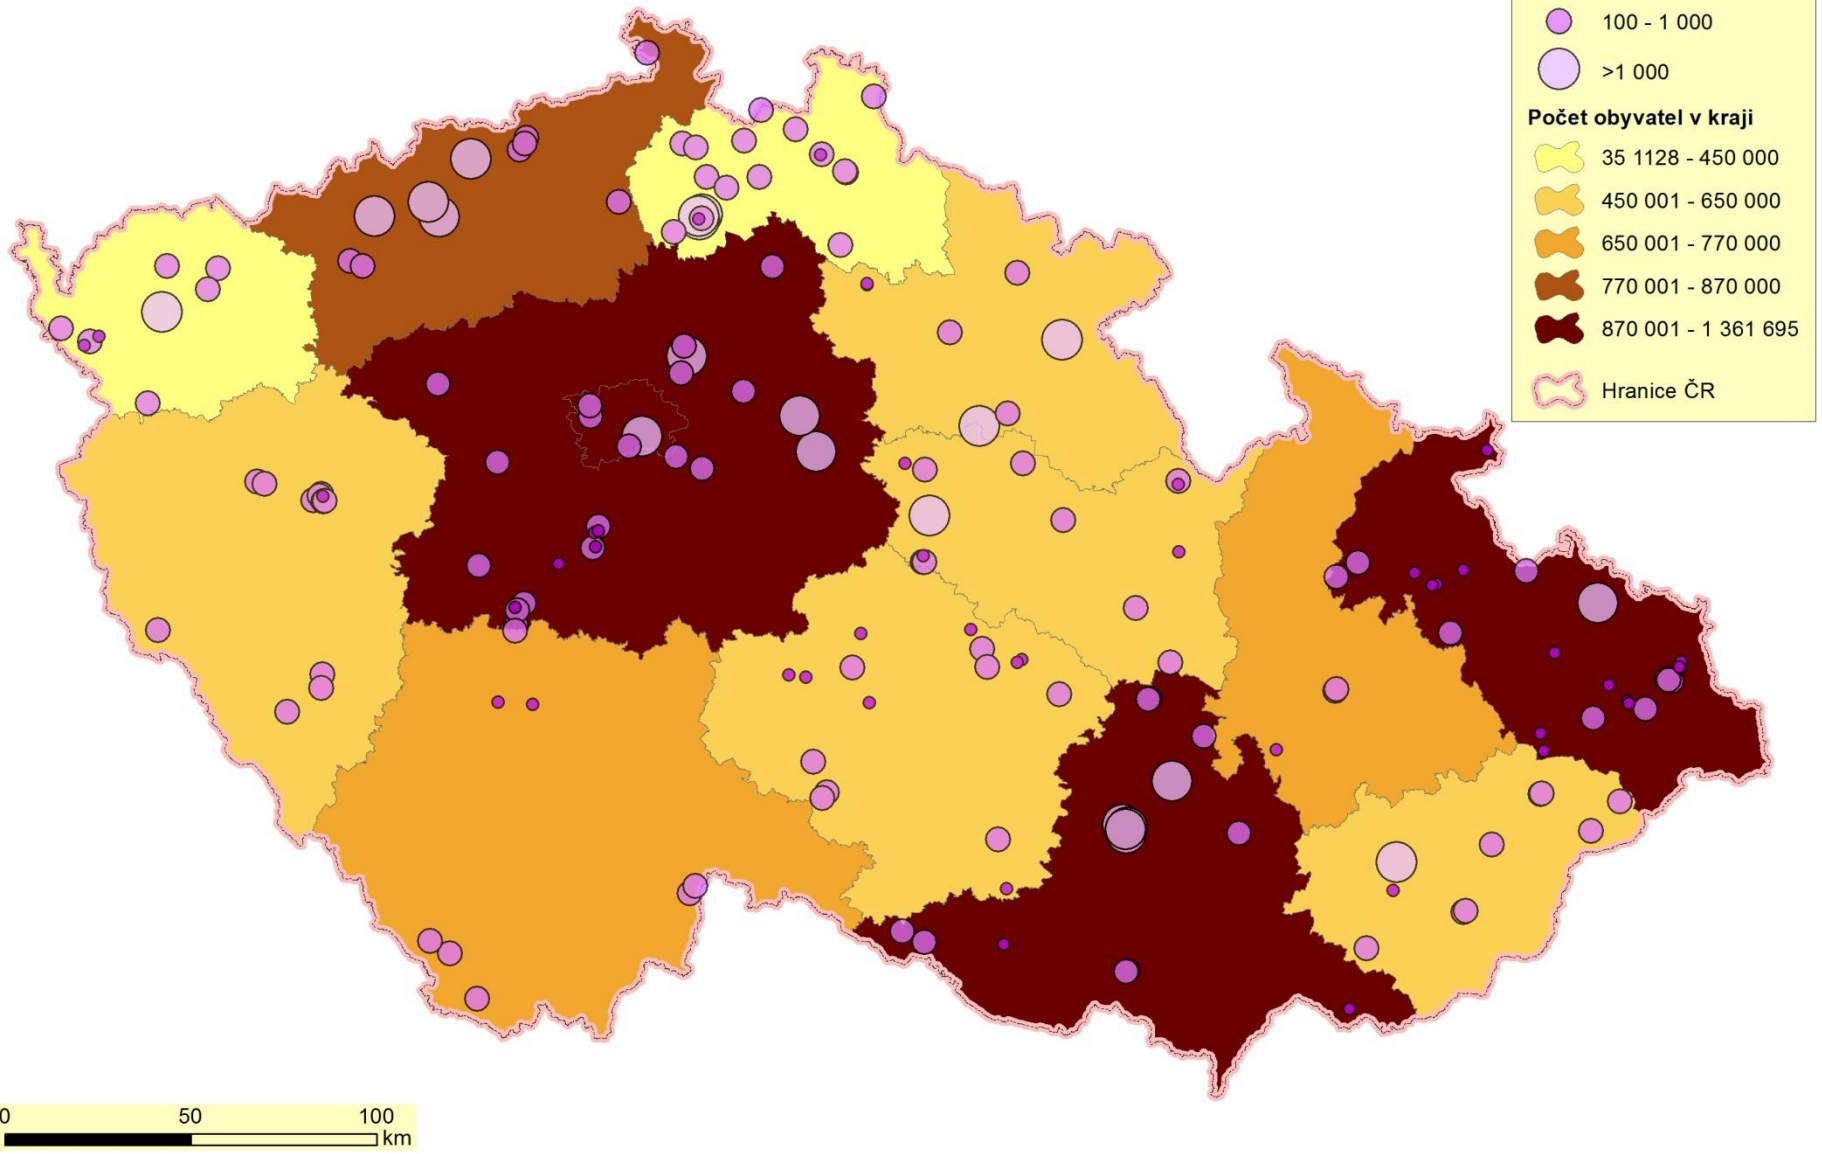 100 - 1 000
>1 000
Počet obyvatel v kraji
35 1128 - 450 000
450 001 - 650 000
650 001 - 770 000
770 001 - 870 000
870 001 - 1 361 695
Hranice ČR
0 50 100
km